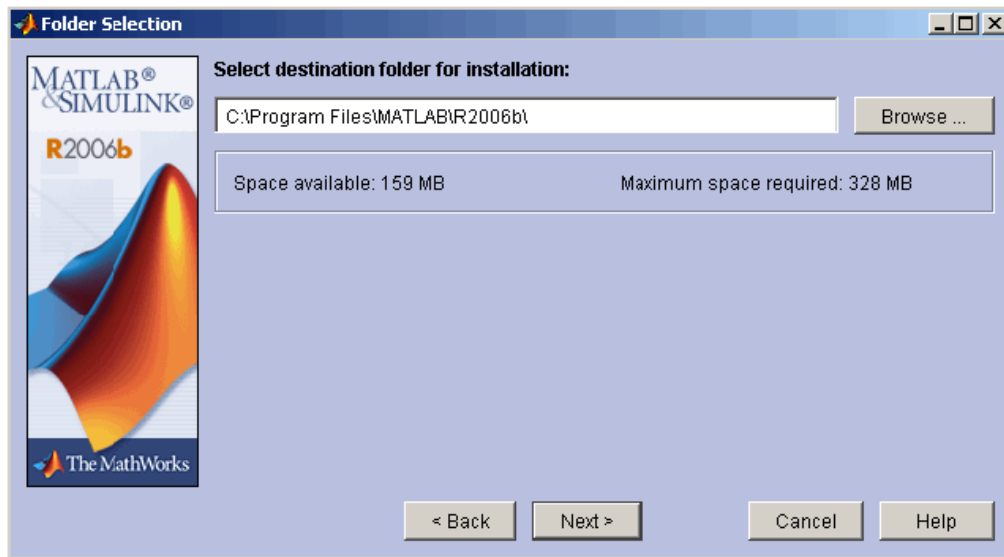 Folder Selection
MATLAB®
&SIMULINK®
R2006b
The MathWorks
Select destination folder for installation:
C:\Program Files\MATLAB\R2006b\
Browse ...
Space available: 159 MB
Maximum space required: 328 MB
< Back
Next >
Cancel
Help